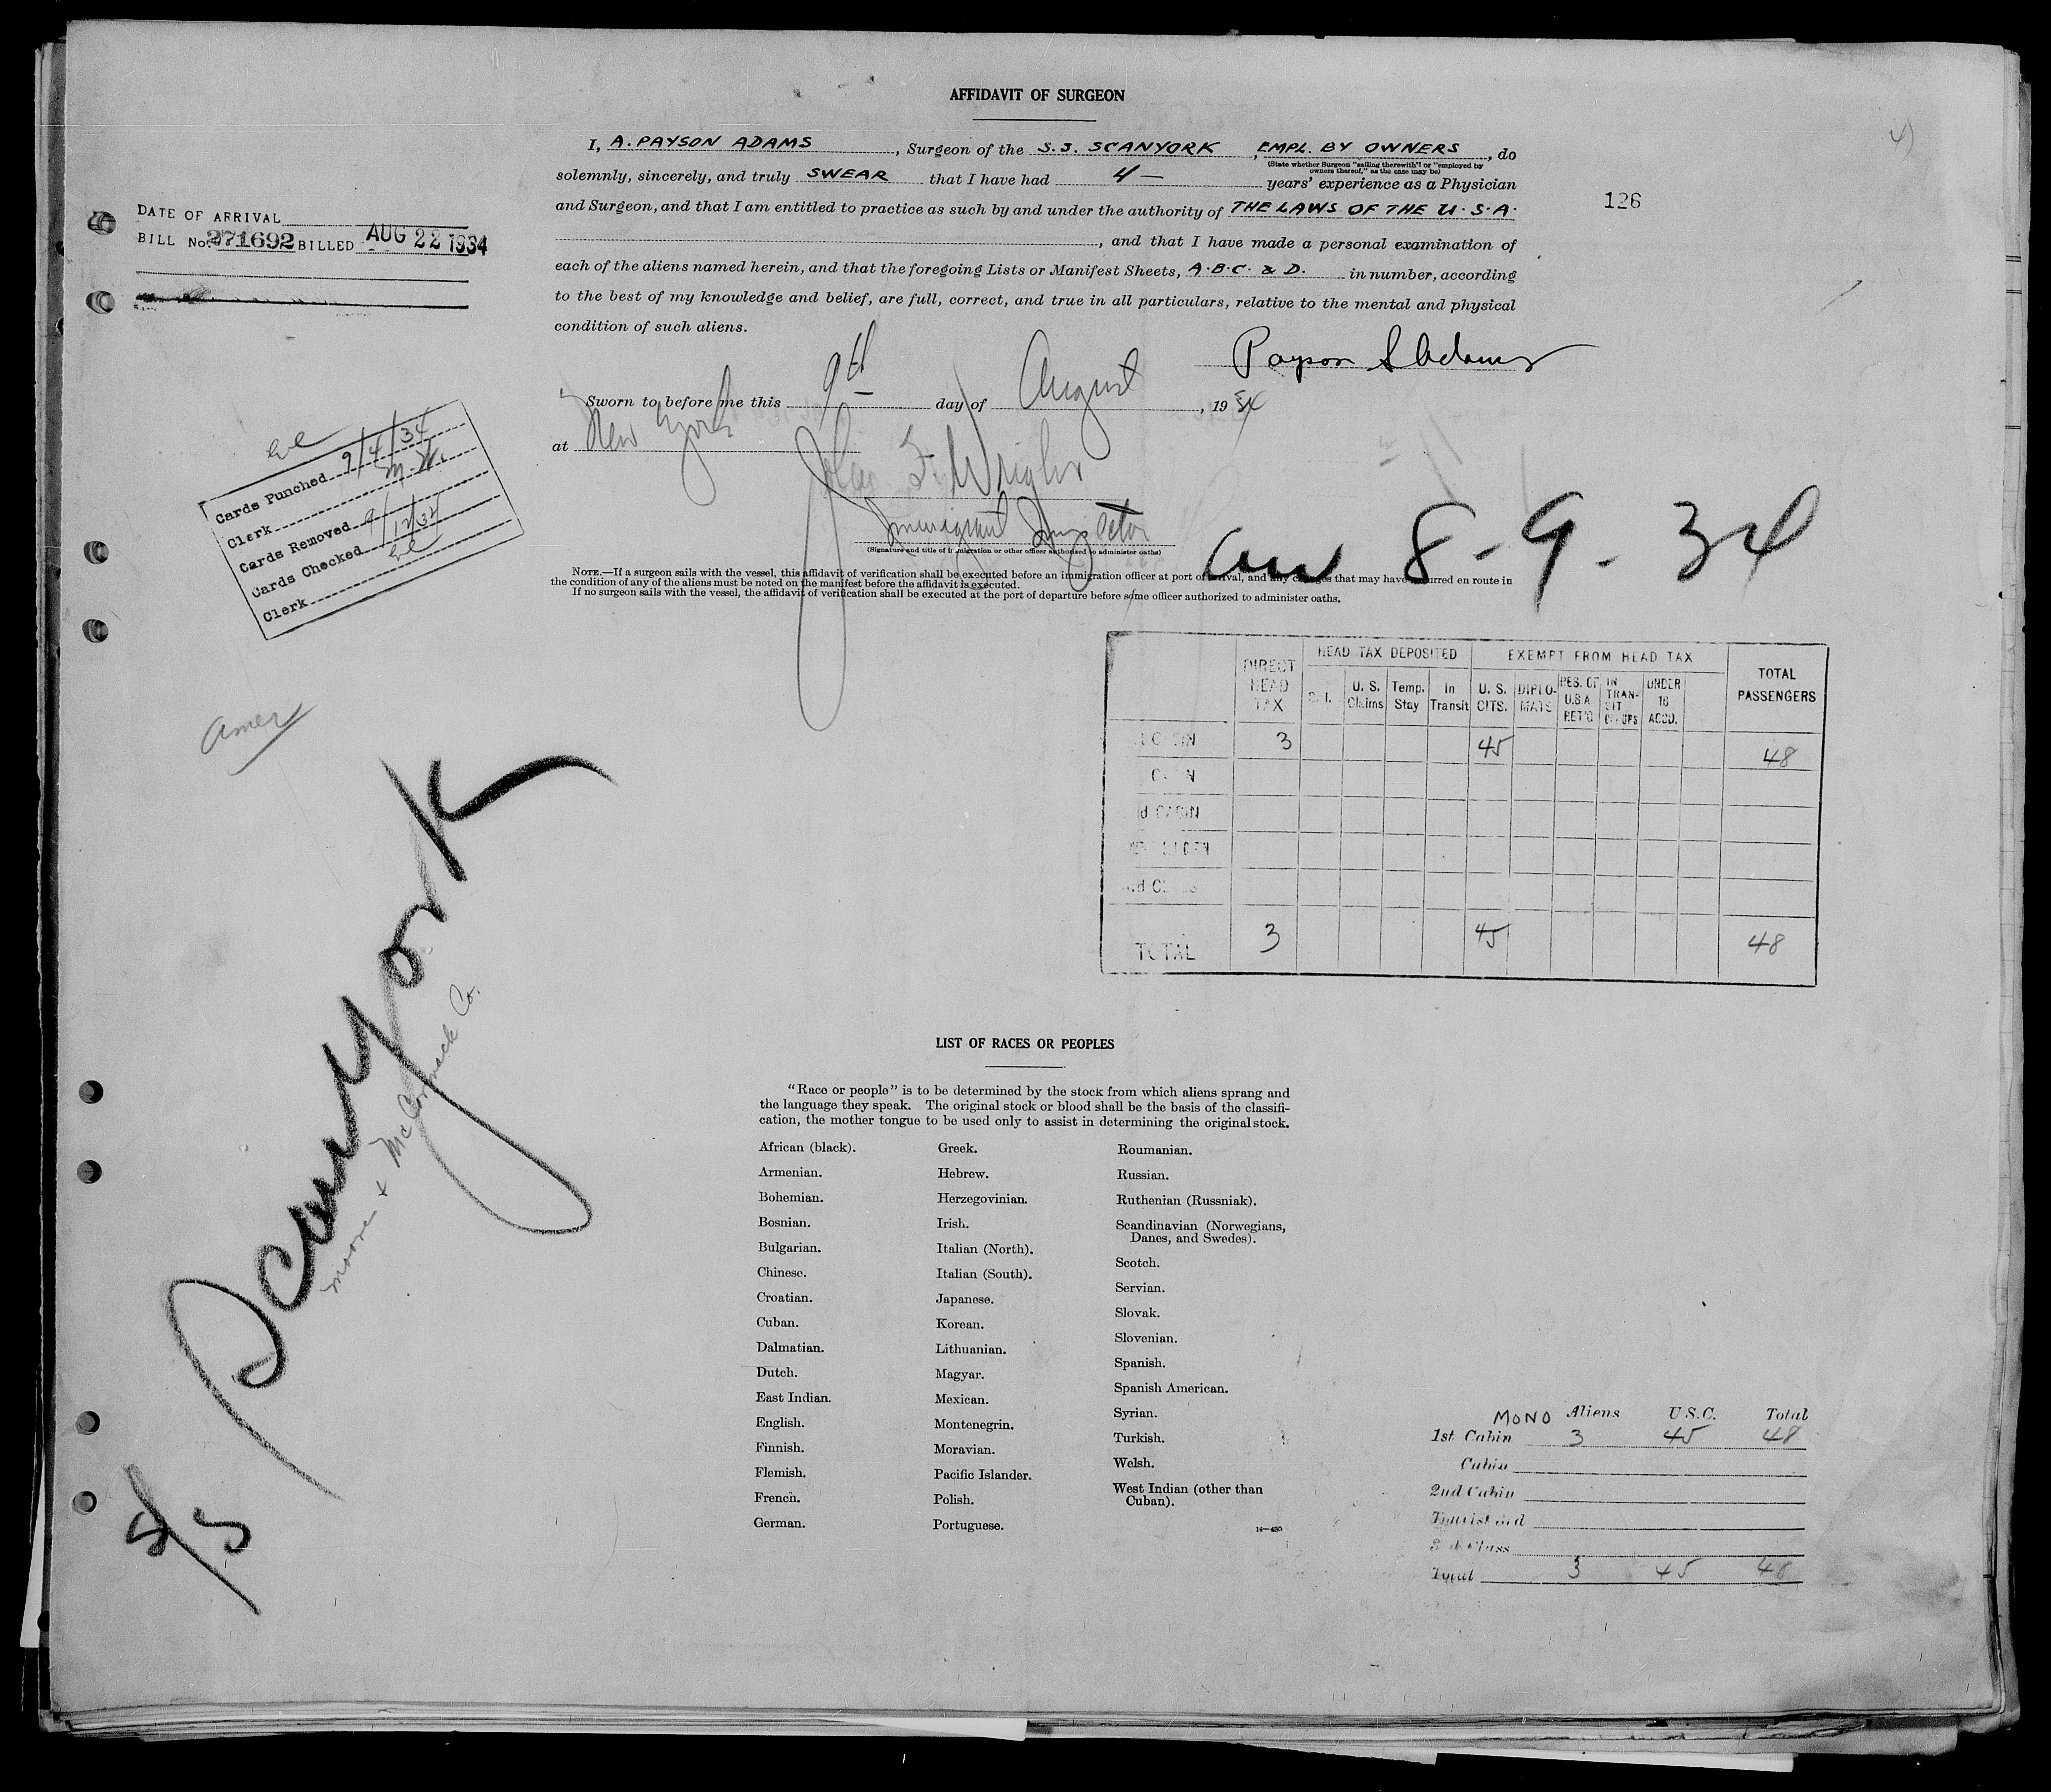 4)
AFFIDAVIT OF SURGEON
I, A. PAYSON ADAMS, Surgeon of the S.S. SCANYORK, EMPL. BY OWNERS, do
(State whether Surgeon "sailing therewith" or "employed by
owners thereof," as the case may be)
solemnly, sincerely, and truly SWEAR that I have had 4 — years' experience as a Physician
and Surgeon, and that I am entitled to practice as such by and under the authority of THE LAWS OF THE U.S.A.
, and that I have made a personal examination of
each of the aliens named herein, and that the foregoing Lists or Manifest Sheets, A.B.C. & D. in number, according
to the best of my knowledge and belief, are full, correct, and true in all particulars, relative to the mental and physical
condition of such aliens.
126
DATE OF ARRIVAL
BILL No. 271692 BILLED AUG 22 1934
Payson S Adams
Sworn to before me this 9th day of August, 1934
at New York
John F. Wright
Immigrant Inspector
(Signature and title of immigration or other officer authorized to administer oaths)
Cards Punched 9/4/34
Clerk M.W.
Cards Removed
Cards Checked 9/12/34
Clerk
8-9-34
NOTE.—If a surgeon sails with the vessel, this affidavit of verification shall be executed before an immigration officer at port of arrival, and any changes that may have occurred en route in
the condition of any of the aliens must be noted on the manifest before the affidavit is executed.
If no surgeon sails with the vessel, the affidavit of verification shall be executed at the port of departure before some officer authorized to administer oaths.
DIRECT HEAD TAX
HEAD TAX DEPOSITED
EXEMPT FROM HEAD TAX
TOTAL PASSENGERS
S. I. U. S. Claims Temp. Stay In Transit U. S. CITS. DIPLOMATS RES. OF U.S.A. RET'G IN TRANSIT UNDER 16 ACCD.
3 45 48
TOTAL 3 45 48
Amer
S/S Scanyork
Moore & McCormack Co.
LIST OF RACES OR PEOPLES
"Race or people" is to be determined by the stock from which aliens sprang and
the language they speak. The original stock or blood shall be the basis of the classifi-
cation, the mother tongue to be used only to assist in determining the original stock.
African (black).
Armenian.
Bohemian.
Bosnian.
Bulgarian.
Chinese.
Croatian.
Cuban.
Dalmatian.
Dutch.
East Indian.
English.
Finnish.
Flemish.
French.
German.
Greek.
Hebrew.
Herzegovinian.
Irish.
Italian (North).
Italian (South).
Japanese.
Korean.
Lithuanian.
Magyar.
Mexican.
Montenegrin.
Moravian.
Pacific Islander.
Polish.
Portuguese.
Roumanian.
Russian.
Ruthenian (Russniak).
Scandinavian (Norwegians,
Danes, and Swedes).
Scotch.
Servian.
Slovak.
Slovenian.
Spanish.
Spanish American.
Syrian.
Turkish.
Welsh.
West Indian (other than
Cuban).
14—430
MONO Aliens U.S.C. Total
1st Cabin 3 45 48
Cabin
2nd Cabin
Tourist 3rd
3rd Class
Total 3 45 48